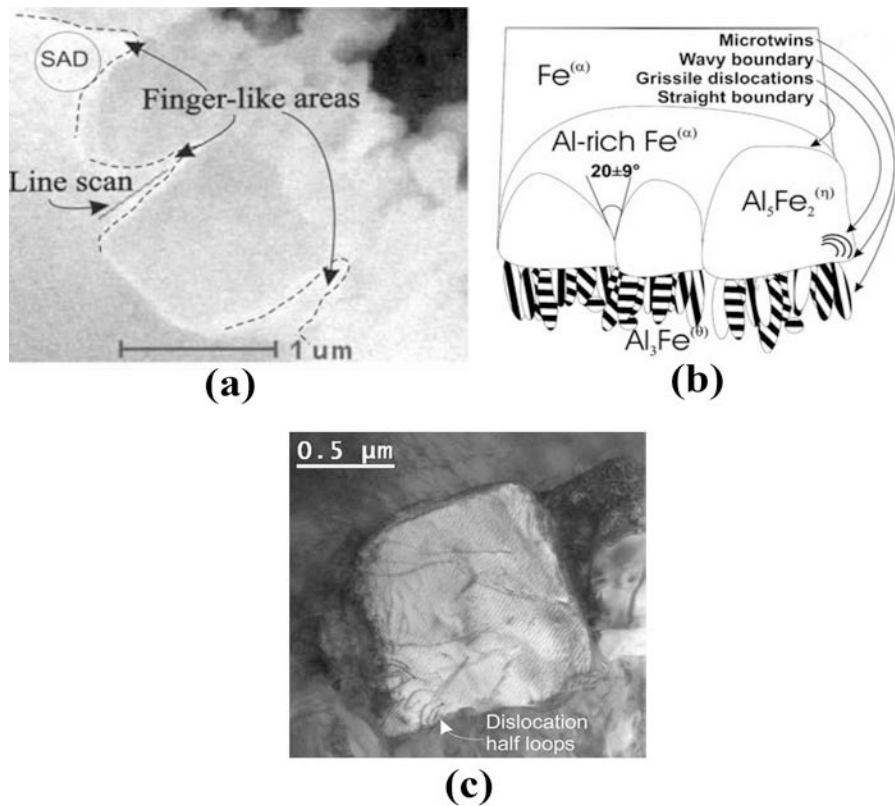 SAD
Finger-like areas
Line scan
1 um
(a)
Microtwins
Wavy boundary
Grissile dislocations
Straight boundary
Fe(α)
Al-rich Fe(α)
20±9°
Al5Fe2(η)
Al3Fe(θ)
(b)
0.5 μm
Dislocation
half loops
(c)